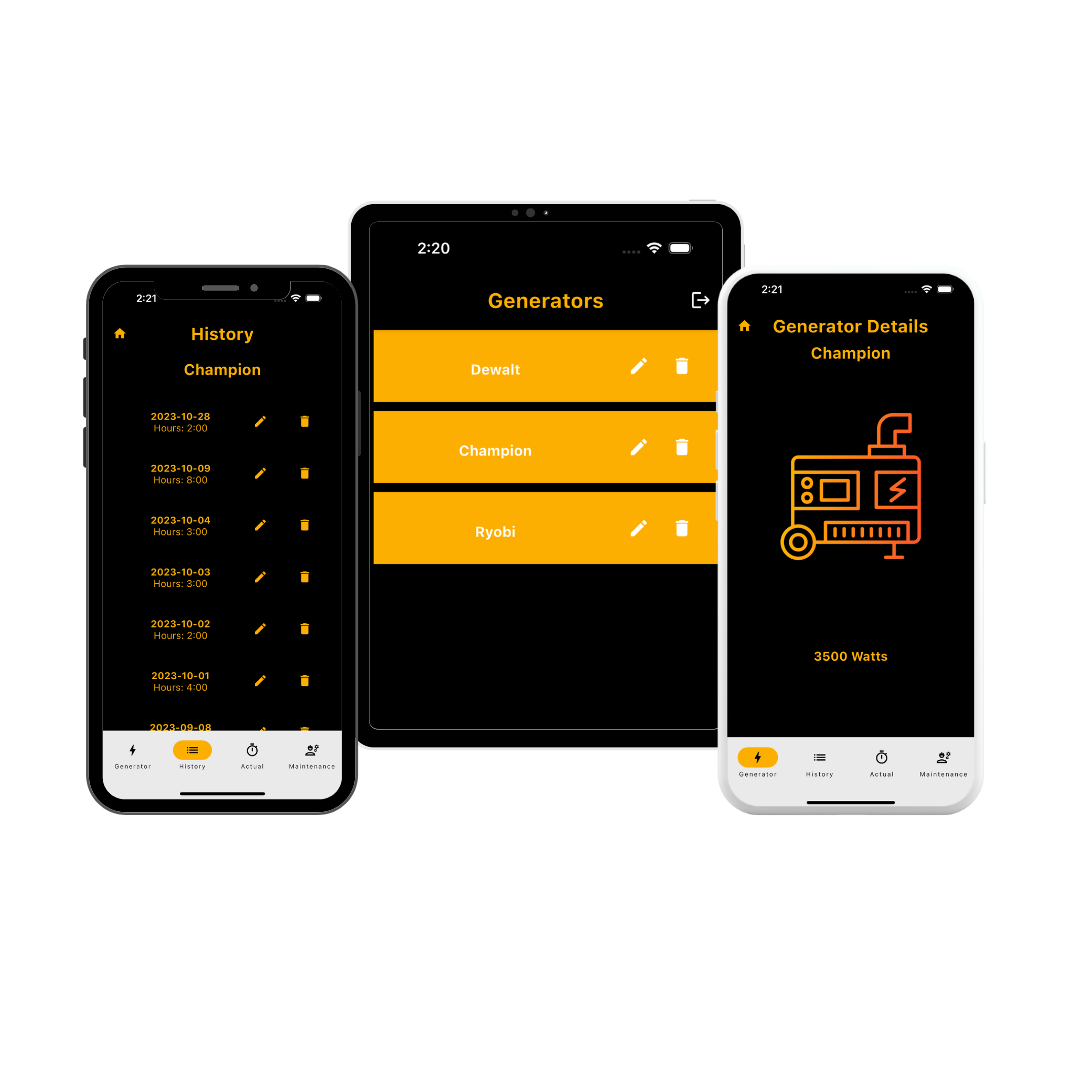 2:21
History
Champion
2023-10-28
Hours: 2:00
2023-10-09
Hours: 8:00
2023-10-04
Hours: 3:00
2023-10-03
Hours: 3:00
2023-10-02
Hours: 2:00
2023-10-01
Hours: 4:00
2023-09-08
Generator History Actual Maintenance
2:20
Generators
Dewalt
Champion
Ryobi
2:21
Generator Details
Champion
3500 Watts
Generator History Actual Maintenance